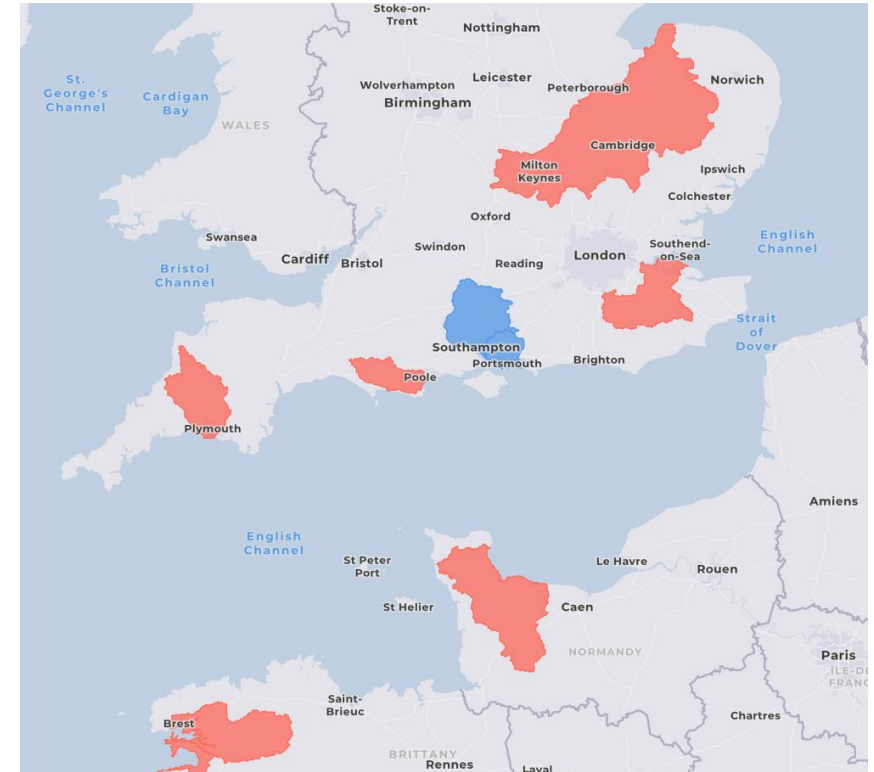 Stoke-on-
Trent
Nottingham
St.
George's
Channel
Cardigan
Bay
WALES
Wolverhampton
Birmingham
Leicester
Peterborough
Norwich
Cambridge
Milton
Keynes
Ipswich
Colchester
Oxford
Swansea
Cardiff
Bristol
Swindon
Reading
London
Southend-
on-Sea
English
Channel
Bristol
Channel
Strait
of
Dover
Southampton
Portsmouth
Brighton
Poole
Plymouth
English
Channel
St Peter
Port
St Helier
Le Havre
Amiens
Rouen
Caen
NORMANDY
Paris
ÎLE-DE
FRANC
Saint-
Brieuc
Chartres
Brest
BRITTANY
Rennes
Laval